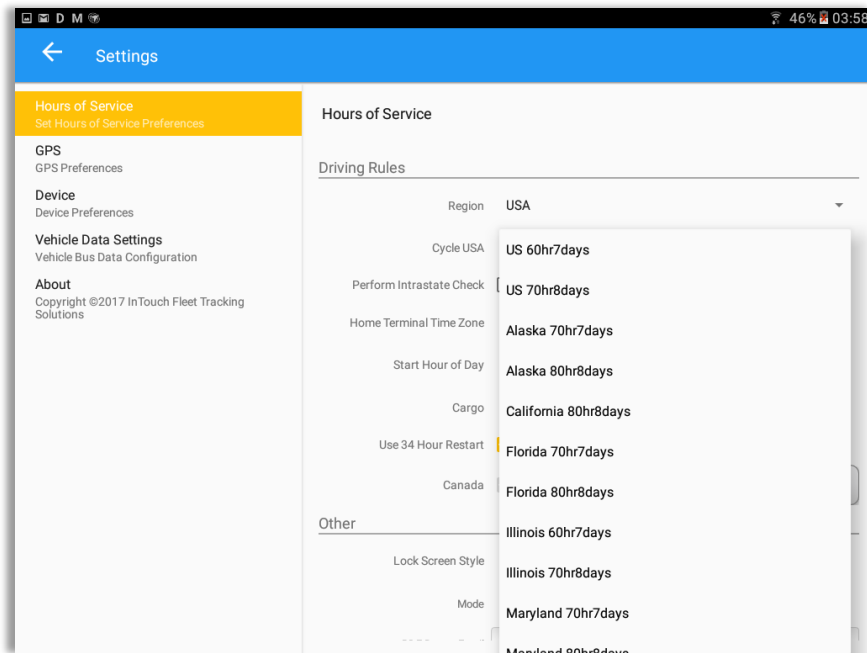 D M 46% 03:58
Settings
Hours of Service
Set Hours of Service Preferences
GPS
GPS Preferences
Device
Device Preferences
Vehicle Data Settings
Vehicle Bus Data Configuration
About
Copyright ©2017 InTouch Fleet Tracking
Solutions
Hours of Service
Driving Rules
Region USA
Cycle USA
Perform Intrastate Check
Home Terminal Time Zone
Start Hour of Day
Cargo
Use 34 Hour Restart
Canada
Other
Lock Screen Style
Mode
US 60hr7days
US 70hr8days
Alaska 70hr7days
Alaska 80hr8days
California 80hr8days
Florida 70hr7days
Florida 80hr8days
Illinois 60hr7days
Illinois 70hr8days
Maryland 70hr7days
Maryland 80hr8days